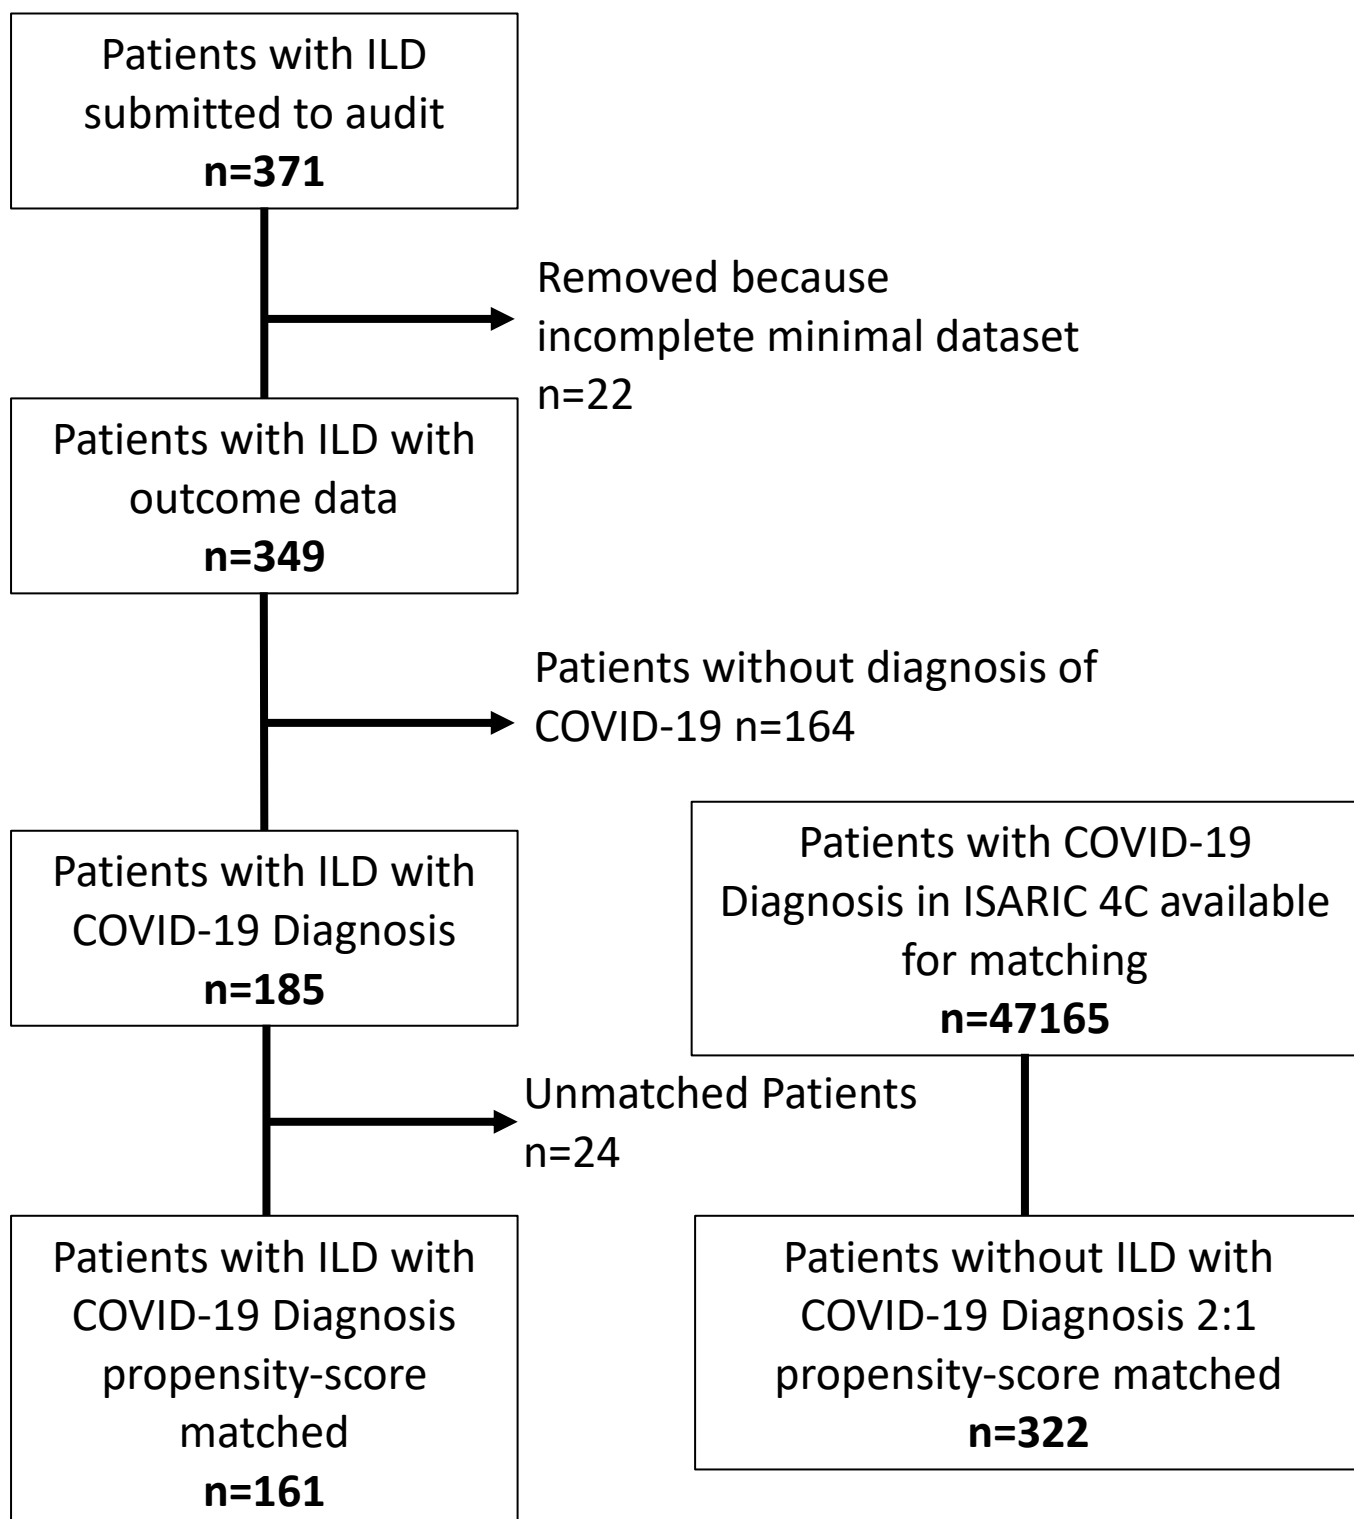 Patients with ILD
submitted to audit
n=371
Removed because
incomplete minimal dataset
n=22
Patients with ILD with
outcome data
n=349
Patients without diagnosis of
COVID-19 n=164
Patients with ILD with
COVID-19 Diagnosis
n=185
Patients with COVID-19
Diagnosis in ISARIC 4C available
for matching
n=47165
Unmatched Patients
n=24
Patients with ILD with
COVID-19 Diagnosis
propensity-score
matched
n=161
Patients without ILD with
COVID-19 Diagnosis 2:1
propensity-score matched
n=322